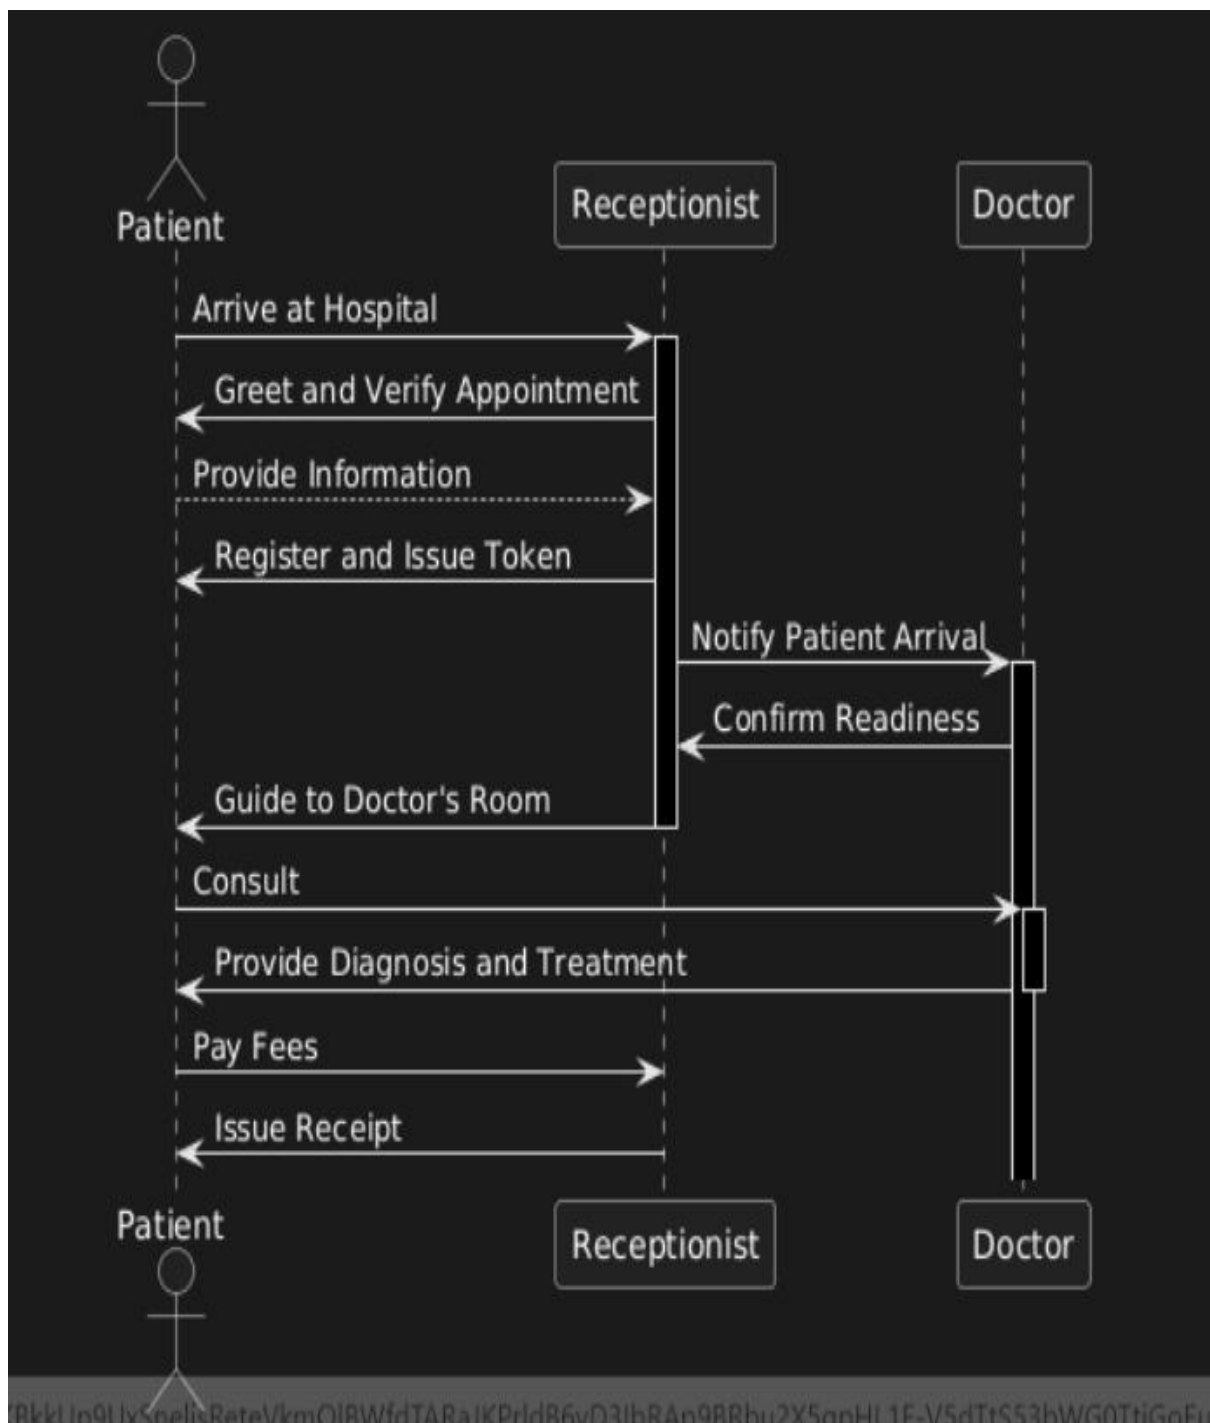 Patient
Receptionist
Doctor
Arrive at Hospital
Greet and Verify Appointment
Provide Information
Register and Issue Token
Notify Patient Arrival
Confirm Readiness
Guide to Doctor's Room
Consult
Provide Diagnosis and Treatment
Pay Fees
Issue Receipt
Patient
Receptionist
Doctor